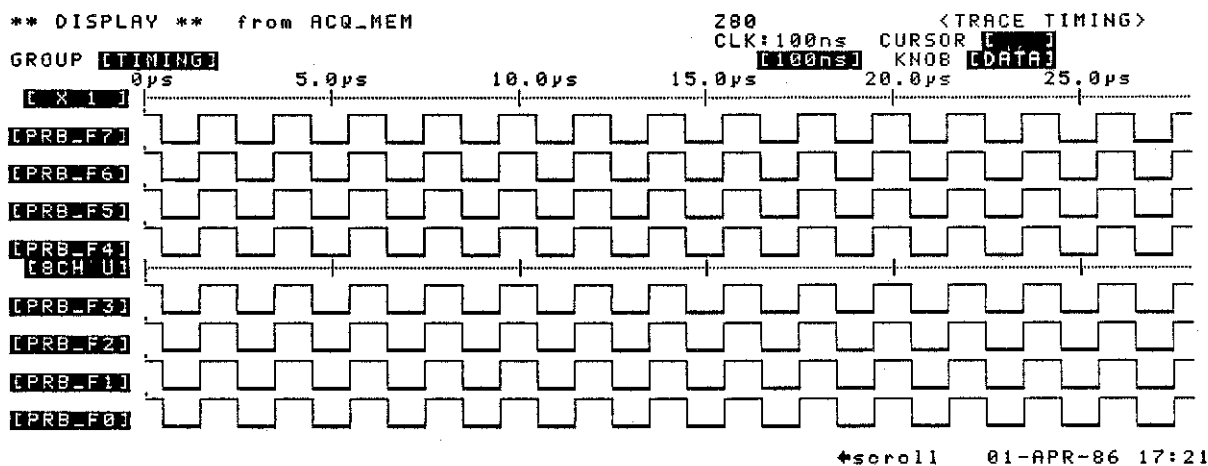 ** DISPLAY ** from ACQ_MEM Z80 <TRACE TIMING>
CLK:100ns CURSOR [ .. ]
GROUP [TIMING] [100ns] KNOB [DATA]
0µs 5.0µs 10.0µs 15.0µs 20.0µs 25.0µs
[ X 1 ]
[PRB_F7]
[PRB_F6]
[PRB_F5]
[PRB_F4]
[8CH U]
[PRB_F3]
[PRB_F2]
[PRB_F1]
[PRB_F0]
scroll 01-APR-86 17:21